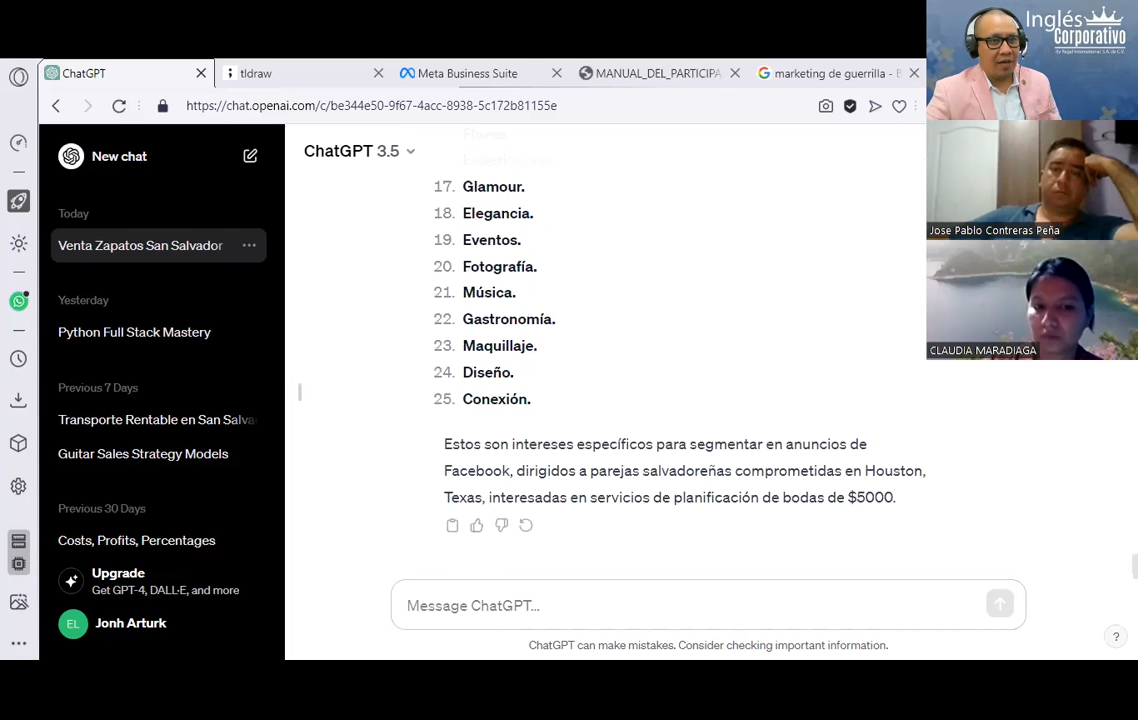 ChatGPT
tldraw
Meta Business Suite
MANUAL_DEL_PARTICIPA
marketing de guerrilla - B
https://chat.openai.com/c/be344e50-9f67-4acc-8938-5c172b81155e
New chat
Today
Venta Zapatos San Salvador
Yesterday
Python Full Stack Mastery
Previous 7 Days
Transporte Rentable en San Salva
Guitar Sales Strategy Models
Previous 30 Days
Costs, Profits, Percentages
Upgrade
Get GPT-4, DALL·E, and more
EL
Jonh Arturk
ChatGPT 3.5
17. Glamour.
18. Elegancia.
19. Eventos.
20. Fotografía.
21. Música.
22. Gastronomía.
23. Maquillaje.
24. Diseño.
25. Conexión.
Estos son intereses específicos para segmentar en anuncios de
Facebook, dirigidos a parejas salvadoreñas comprometidas en Houston,
Texas, interesadas en servicios de planificación de bodas de $5000.
Message ChatGPT...
ChatGPT can make mistakes. Consider checking important information.
?
Inglés
Corporativo
Jose Pablo Contreras Peña
CLAUDIA MARADIAGA